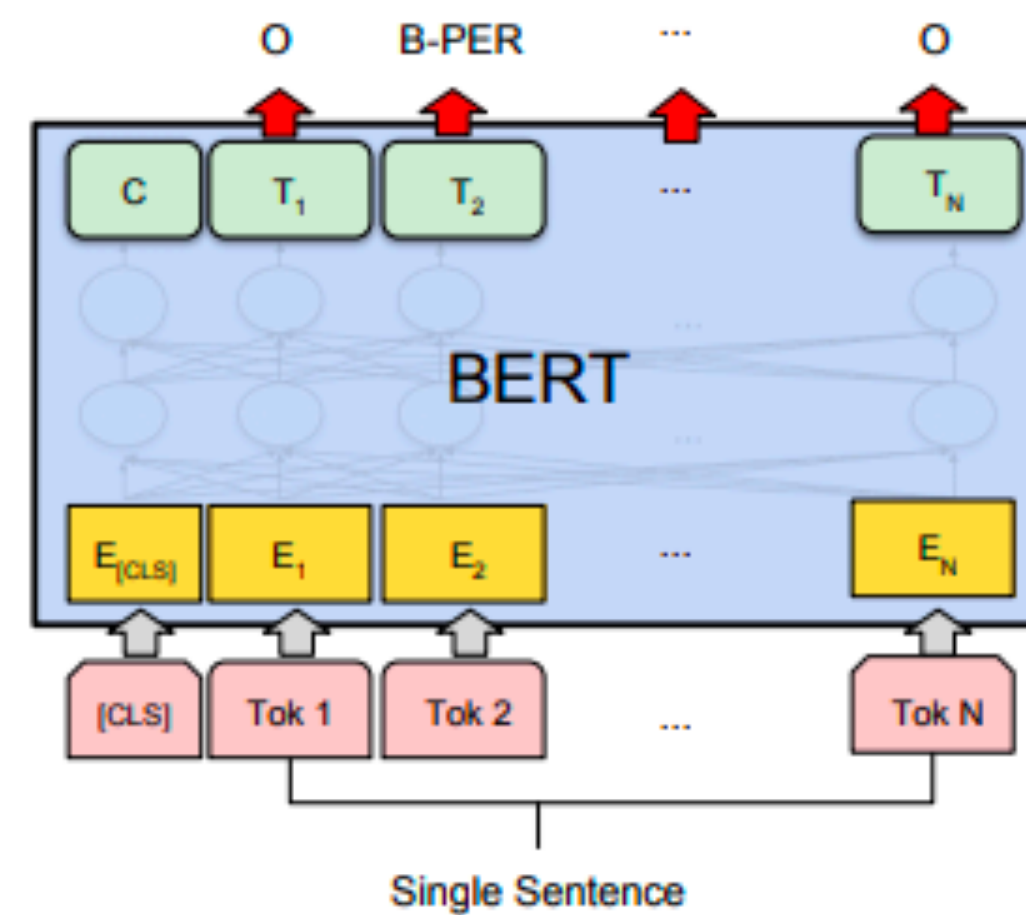 O B-PER ... O
C T1 T2 ... TN
...
BERT
...
E[CLS] E1 E2 ... EN
[CLS] Tok 1 Tok 2 ... Tok N
Single Sentence